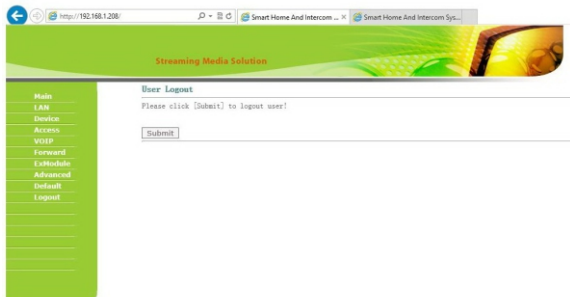 http://192.168.1.208/
Smart Home And Intercom ...
Smart Home And Intercom Sys...
Streaming Media Solution
Main
LAN
Device
Access
VOIP
Forward
ExModule
Advanced
Default
Logout
User Logout
Please click [Submit] to logout user!
Submit